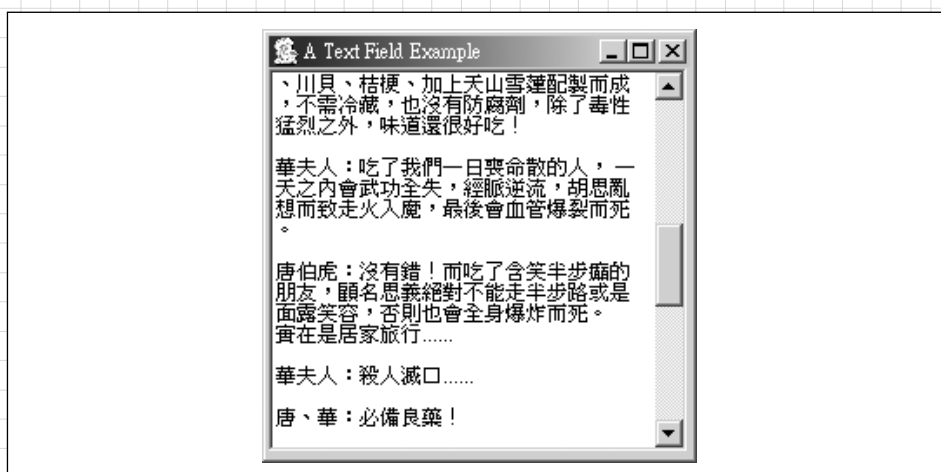 A Text Field Example
、川貝、桔梗、加上天山雪蓮配製而成
，不需冷藏，也沒有防腐劑，除了毒性
猛烈之外，味道還很好吃！
華夫人：吃了我們一日喪命散的人，一
天之內會武功全失，經脈逆流，胡思亂
想而致走火入魔，最後會血管爆裂而死
。
唐伯虎：沒有錯！而吃了含笑半步癲的
朋友，顧名思義絕對不能走半步路或是
面露笑容，否則也會全身爆炸而死。
實在是居家旅行......
華夫人：殺人滅口......
唐、華：必備良藥！